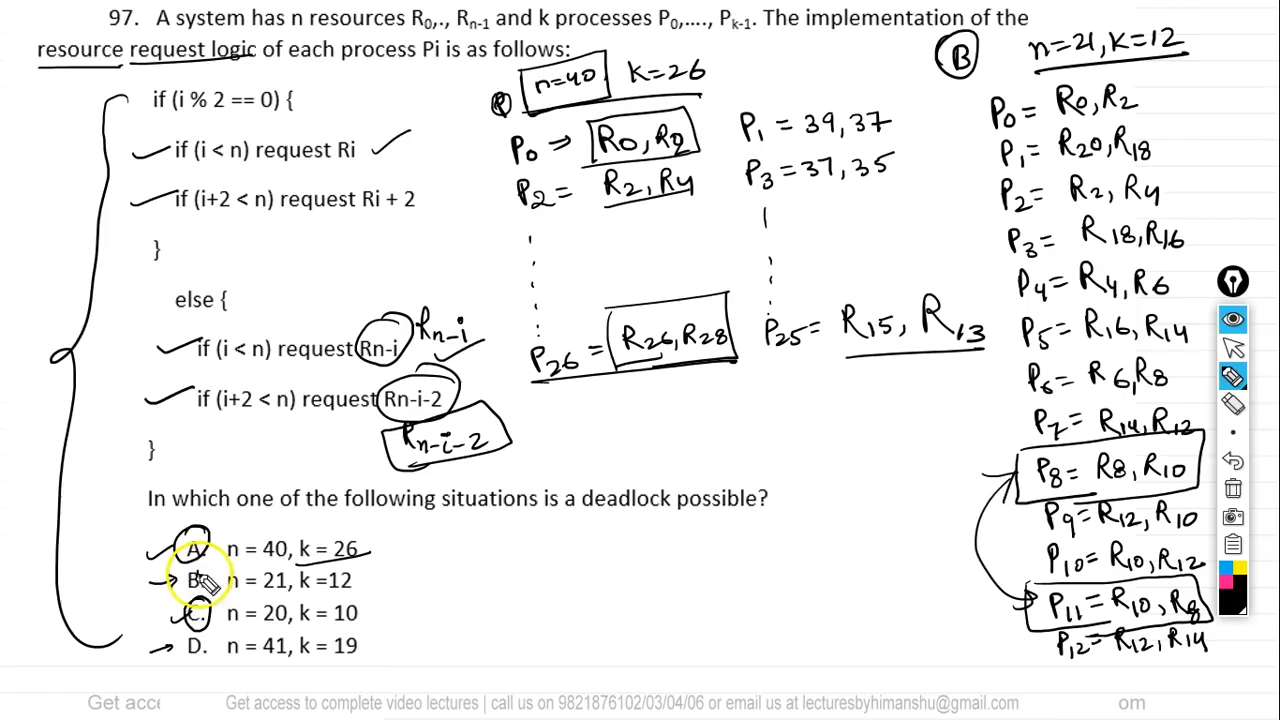 97. A system has n resources R0,., Rn-1 and k processes P0,...., Pk-1. The implementation of the
resource request logic of each process Pi is as follows:
if (i % 2 == 0) {
if (i < n) request Ri
if (i+2 < n) request Ri + 2
}
else {
if (i < n) request Rn-i
Rn-i
if (i+2 < n) request Rn-i-2
Rn-i-2
}
In which one of the following situations is a deadlock possible?
A. n = 40, k = 26
B. n = 21, k =12
C. n = 20, k = 10
D. n = 41, k = 19
n=40 k=26
P0 ⇒ R0, R2
P2 = R2, R4
P26 = R26, R28
P1 = 39, 37
P3 = 37, 35
P25 = R15, R13
B n=21, k=12
P0 = R0, R2
P1 = R20, R18
P2 = R2, R4
P3 = R18, R16
P4 = R4, R6
P5 = R16, R14
P6 = R6, R8
P7 = R14, R12
P8 = R8, R10
P9 = R12, R10
P10 = R10, R12
P11 = R10, R8
P12 = R12, R14
Get acce
Get access to complete video lectures | call us on 9821876102/03/04/06 or email us at lecturesbyhimanshu@gmail.com
om